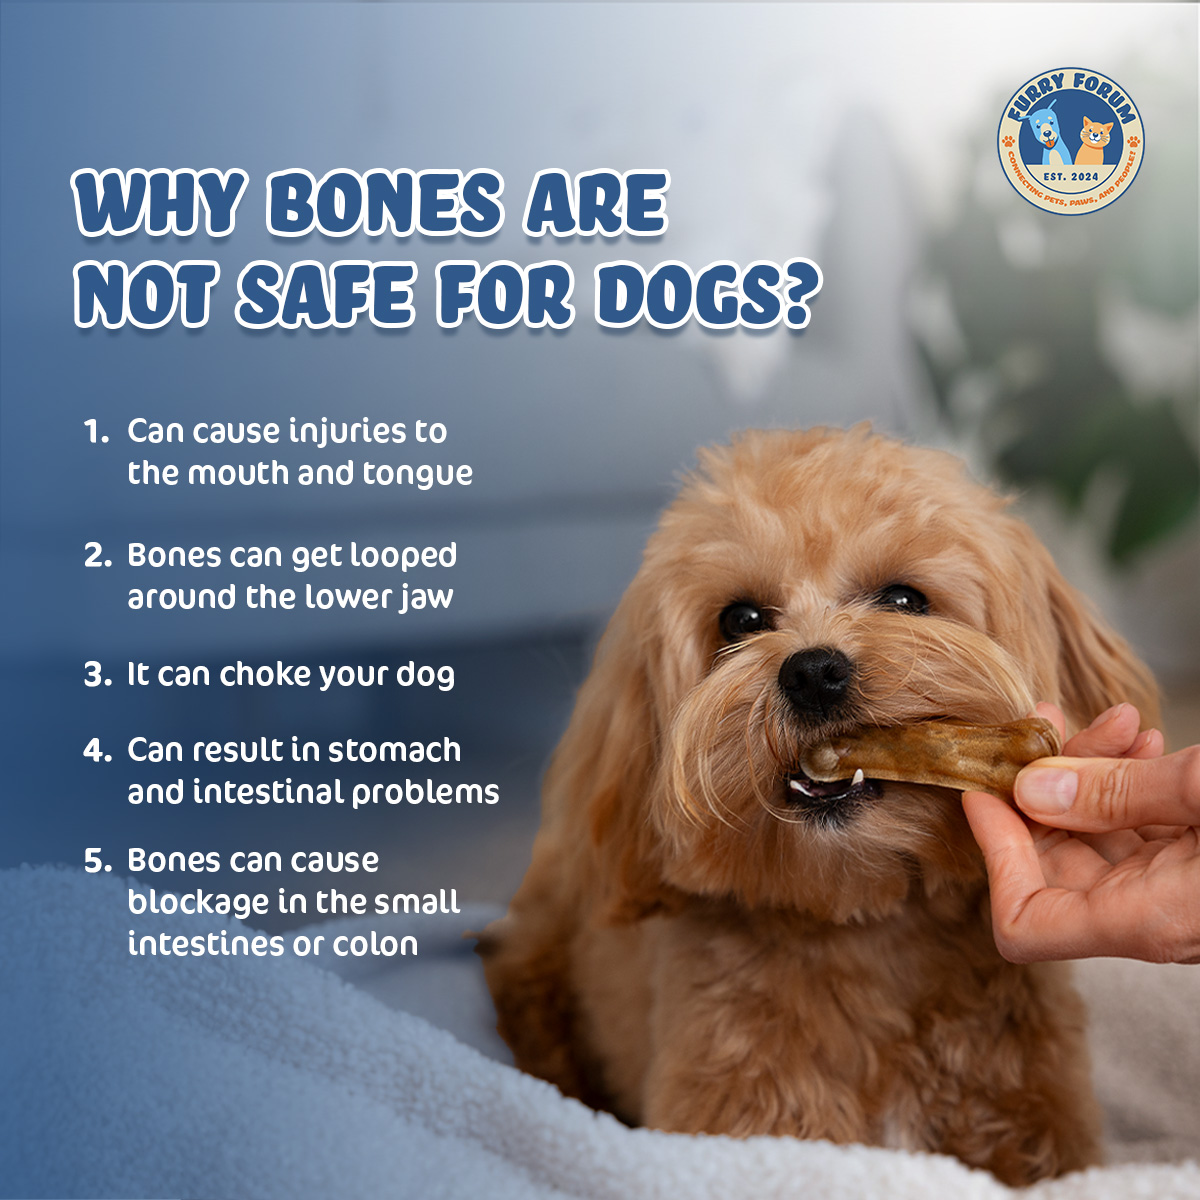 FURRY FORUM
EST. 2024
CONNECTING PETS, PAWS, AND PEOPLE!
WHY BONES ARE
NOT SAFE FOR DOGS?
1. Can cause injuries to
the mouth and tongue
2. Bones can get looped
around the lower jaw
3. It can choke your dog
4. Can result in stomach
and intestinal problems
5. Bones can cause
blockage in the small
intestines or colon